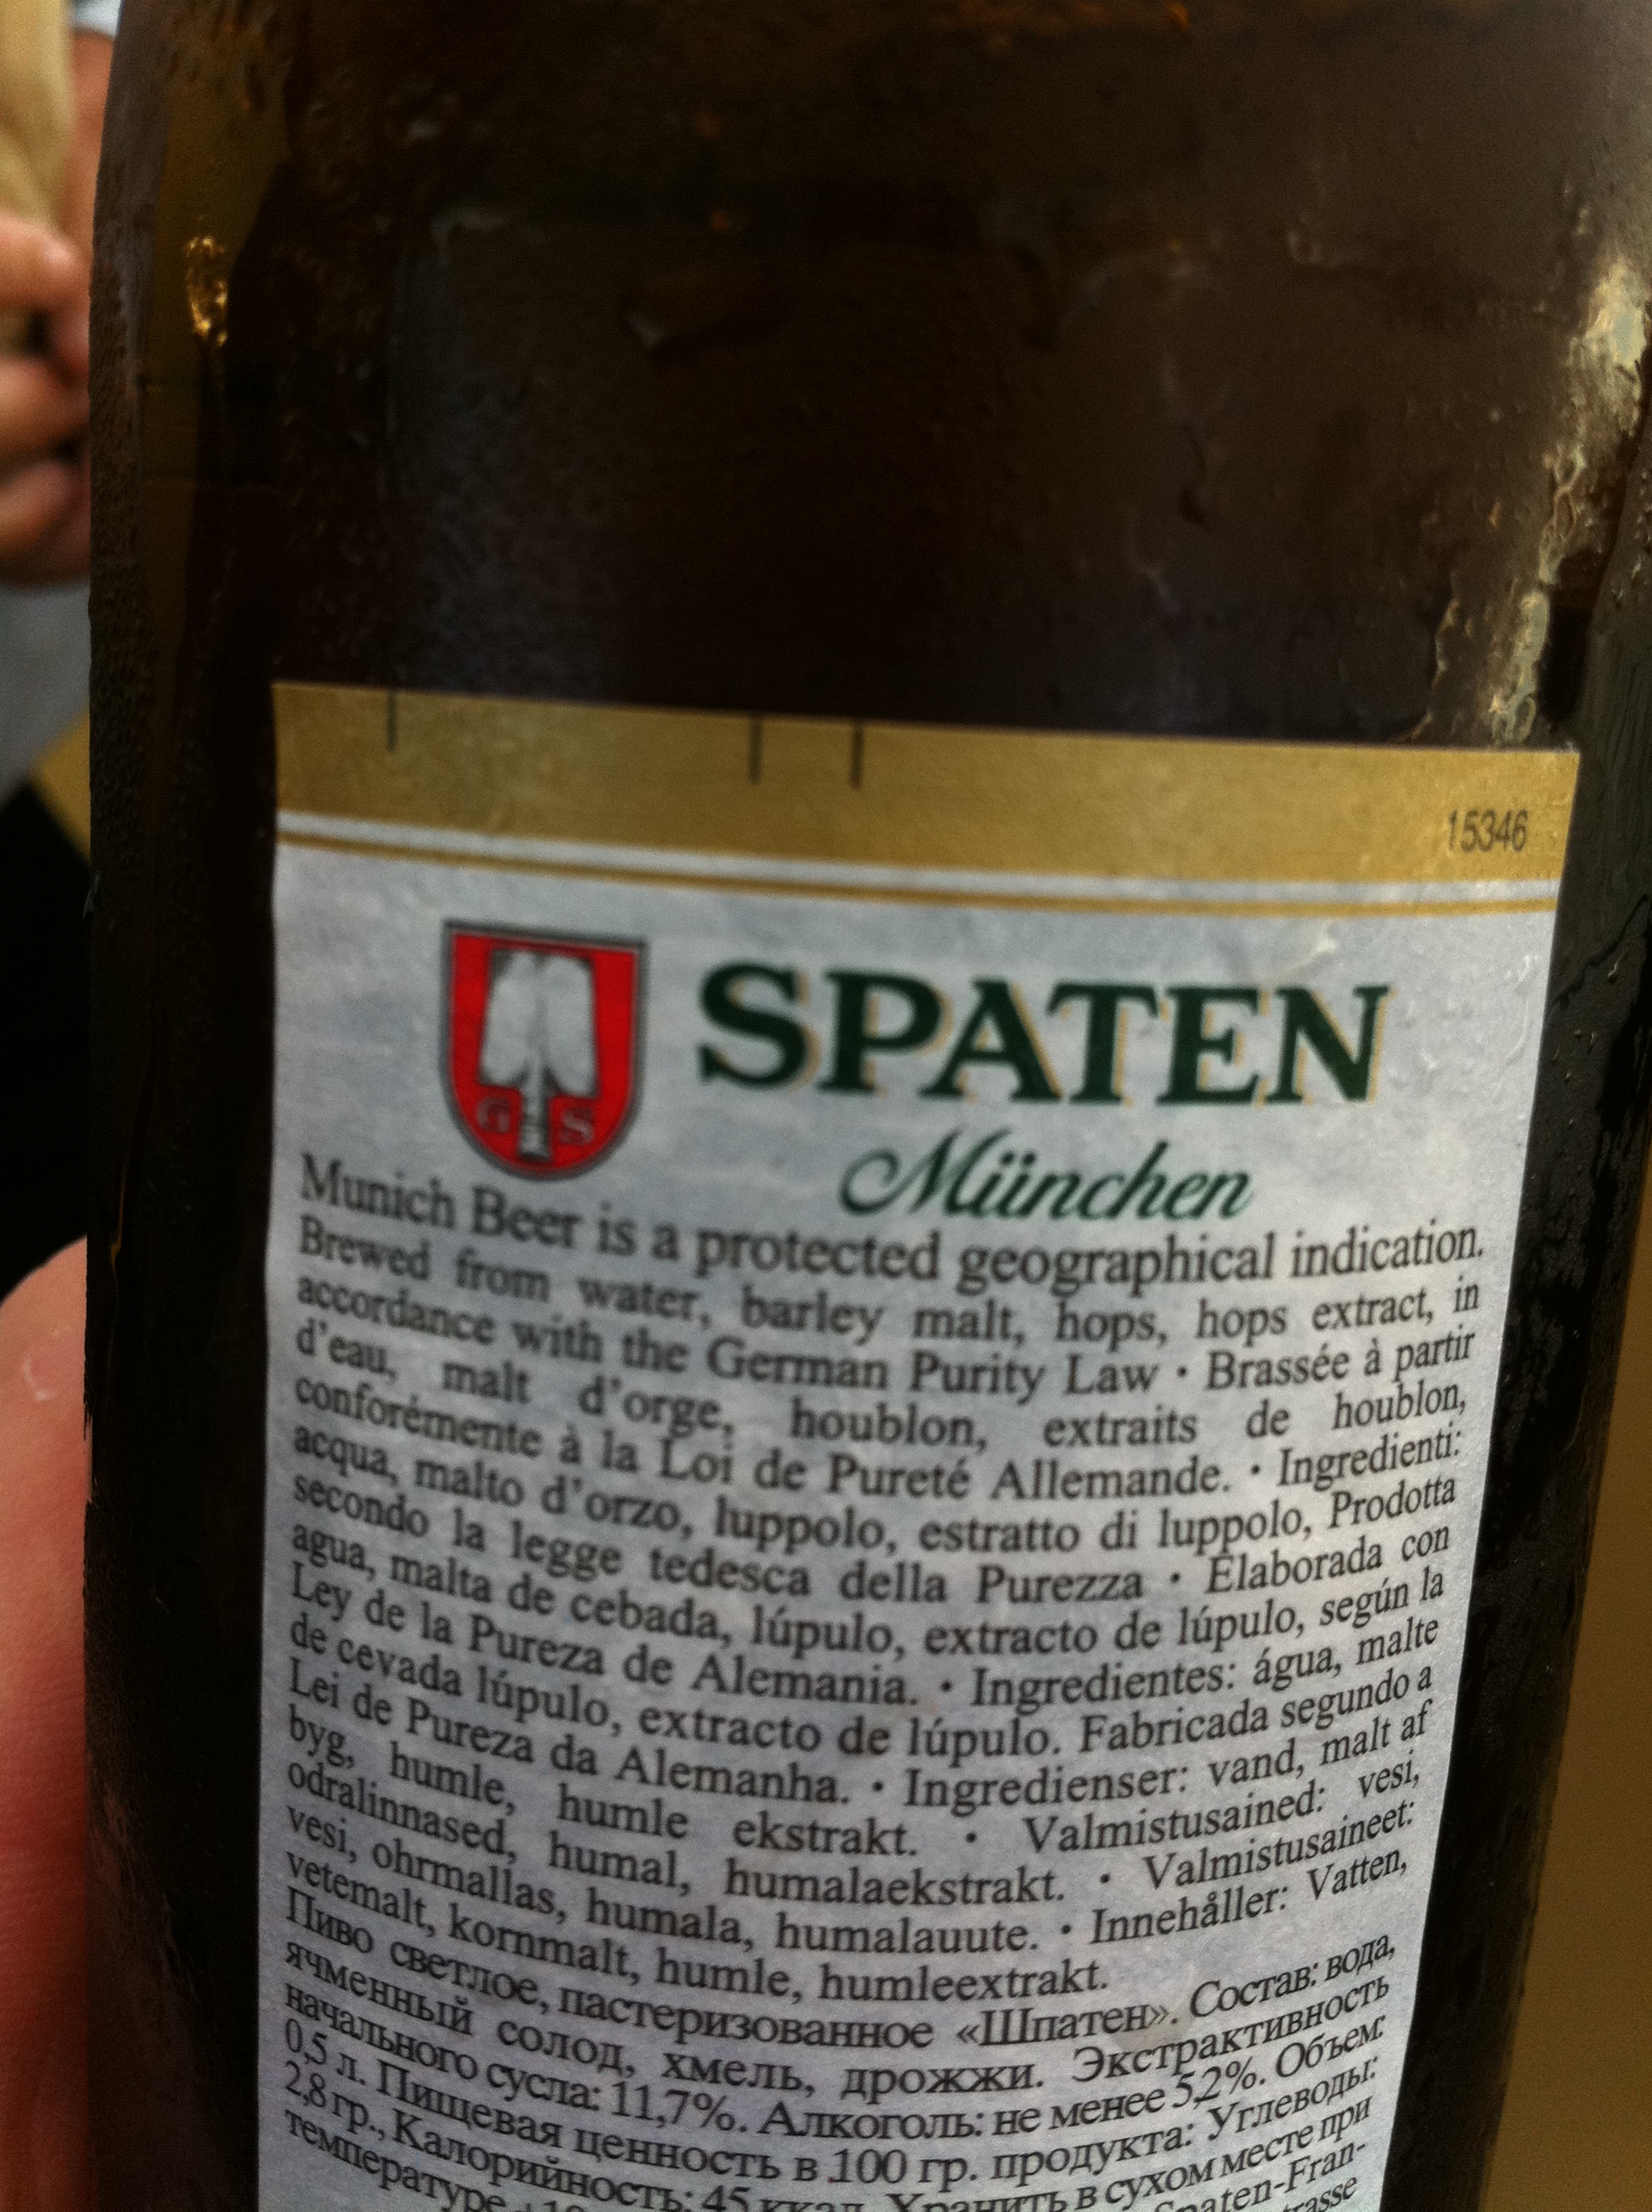 15346
G S
SPATEN
München
Munich Beer is a protected geographical indication.
Brewed from water, barley malt, hops, hops extract, in
accordance with the German Purity Law • Brassée à partir
d'eau, malt d'orge, houblon, extraits de houblon,
conforémente à la Loi de Pureté Allemande. • Ingredienti:
acqua, malto d'orzo, luppolo, estratto di luppolo, Prodotta
secondo la legge tedesca della Purezza • Elaborada con
agua, malta de cebada, lúpulo, extracto de lúpulo, según la
Ley de la Pureza de Alemania. • Ingredientes: água, malte
de cevada lúpulo, extracto de lúpulo. Fabricada segundo a
Lei de Pureza da Alemanha. • Ingredienser: vand, malt af
byg, humle, humle ekstrakt. • Valmistusained: vesi,
odralinnased, humal, humalaekstrakt. • Valmistusaineet:
vesi, ohrmallas, humala, humalauute. • Innehåller: Vatten,
vetemalt, kornmalt, humle, humleextrakt.
Пиво светлое, пастеризованное «Шпатен». Состав: вода,
ячменный солод, хмель, дрожжи. Экстрактивность
начального сусла: 11,7%. Алкоголь: не менее 5,2%. Объем:
0,5 л. Пищевая ценность в 100 гр. продукта: Углеводы:
2,8 гр., Калорийность: 45 ккал. Хранить в сухом месте при
температуре Spaten-Fran-